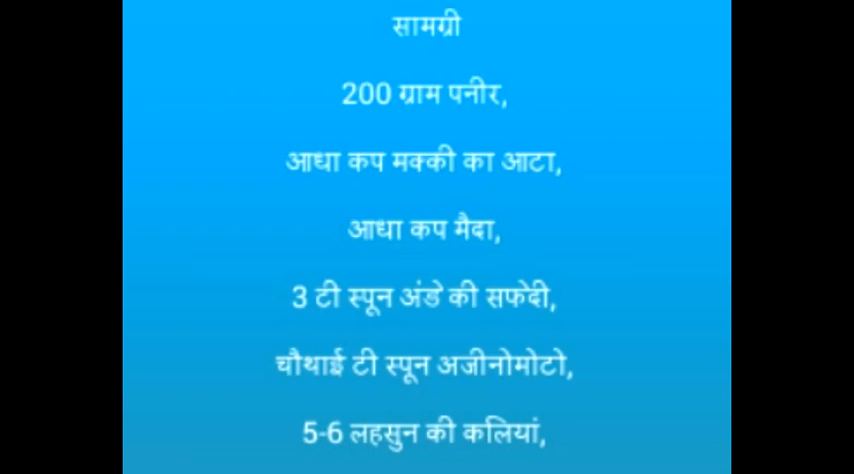 सामग्री
200 ग्राम पनीर,
आधा कप मक्की का आटा,
आधा कप मैदा,
3 टी स्पून अंडे की सफेदी,
चौथाई टी स्पून अजीनोमोटो,
5-6 लहसुन की कलियां,